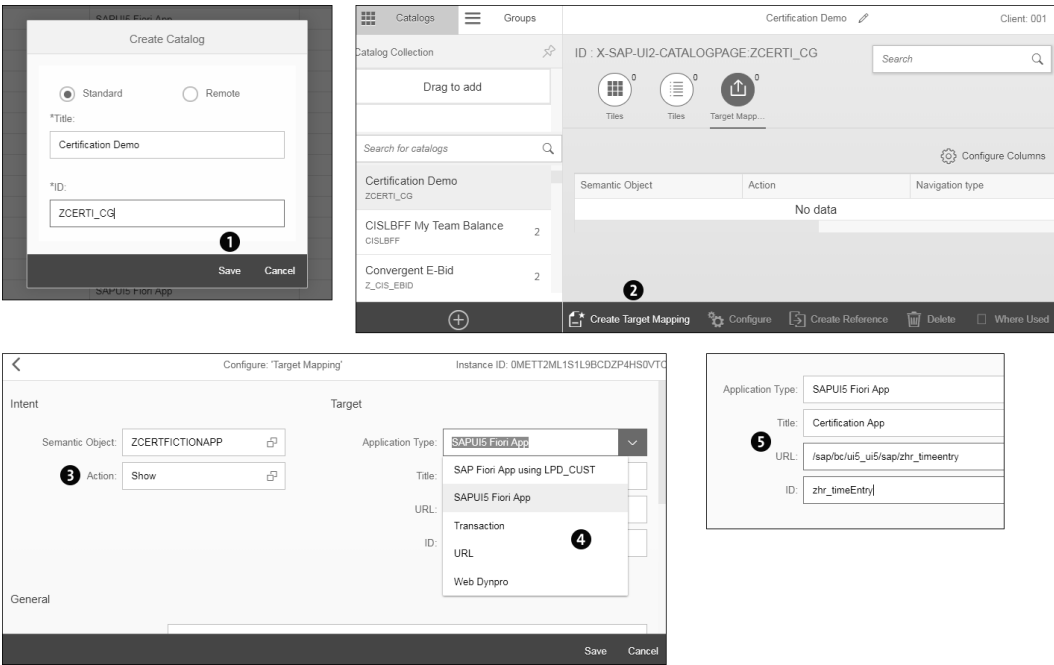 SAPUI5 Fiori App
Create Catalog
Standard
Remote
*Title:
Certification Demo
*ID:
ZCERTI_CG
1
Save
Cancel
SAPUI5 Fiori App
Catalogs
Groups
Certification Demo
Client: 001
Catalog Collection
Drag to add
Search for catalogs
Certification Demo
ZCERTI_CG
CISLBFF My Team Balance
2
CISLBFF
Convergent E-Bid
2
Z_CIS_EBID
ID : X-SAP-UI2-CATALOGPAGE:ZCERTI_CG
Search
0
0
0
Tiles
Tiles
Target Mapp...
Configure Columns
Semantic Object
Action
Navigation type
No data
2
Create Target Mapping
Configure
Create Reference
Delete
Where Used
Configure: 'Target Mapping'
Instance ID: 0METT2ML1S1L9BCDZP4HS0VTC
Intent
Target
Semantic Object:
ZCERTFICTIONAPP
3
Action:
Show
Application Type:
SAPUI5 Fiori App
Title:
URL:
ID:
SAP Fiori App using LPD_CUST
SAPUI5 Fiori App
Transaction
4
URL
Web Dynpro
General
Save
Cancel
Application Type:
SAPUI5 Fiori App
Title:
Certification App
5
URL:
/sap/bc/ui5_ui5/sap/zhr_timeentry
ID:
zhr_timeEntry